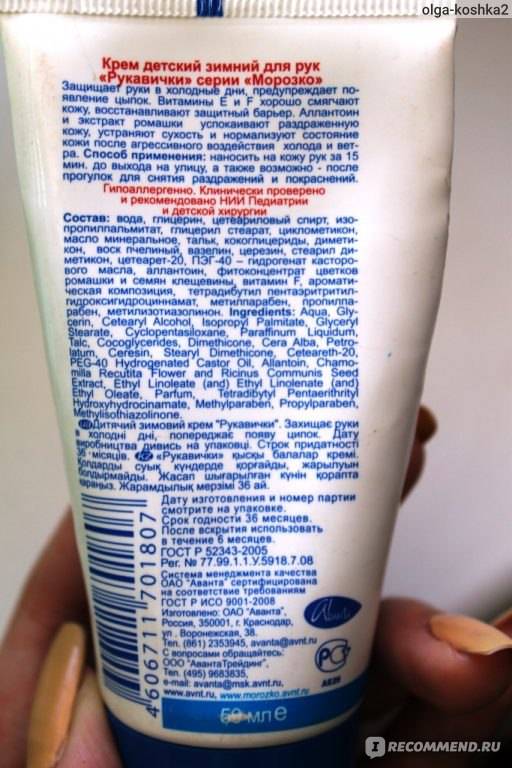 olga-koshka2
Крем детский зимний для рук
«Рукавички» серии «Морозко»
Защищает руки в холодные дни, предупреждает по-
явление цыпок. Витамины Е и F хорошо смягчают
кожу, восстанавливают защитный барьер. Аллантоин
и экстракт ромашки успокаивают раздраженную
кожу, устраняют сухость и нормализуют состояние
кожи после агрессивного воздействия холода и вет-
ра. Способ применения: наносить на кожу рук за 15
мин. до выхода на улицу, а также возможно - после
прогулок для снятия раздражений и покраснений.
Гипоаллергенно. Клинически проверено
и рекомендовано НИИ Педиатрии
и детской хирургии
Состав: вода, глицерин, цетеариловый спирт, изо-
пропилпальмитат, глицерил стеарат, циклометикон,
масло минеральное, тальк, кокоглицериды, димети-
кон, воск пчелиный, вазелин, церезин, стеарил ди-
метикон, цетеарет-20, ПЭГ-40 – гидрогенат касторо-
вого масла, аллантоин, фитоконцентрат цветков
ромашки и семян клещевины, витамин F, аромати-
ческая композиция, тетрадибутил пентаэритритил-
гидроксигидроциннамат, метилпарабен, пропилпа-
рабен, метилизотиазолинон. Ingredients: Aqua, Gly-
cerin, Cetearyl Alcohol, Isopropyl Palmitate, Glyceryl
Stearate, Cyclopentasiloxane, Paraffinum Liquidum,
Talc, Cocoglycerides, Dimethicone, Cera Alba, Petro-
latum, Ceresin, Stearyl Dimethicone, Ceteareth-20,
PEG-40 Hydrogenated Castor Oil, Allantoin, Chamo-
milla Recutita Flower and Ricinus Communis Seed
Extract, Ethyl Linoleate (and) Ethyl Linolenate (and)
Ethyl Oleate, Parfum, Tetradibytyl Pentaerithrityl
Hydroxyhydrocinamate, Methylparaben, Propylparaben,
Methylisothiazolinone.
Дитячий зимовий крем "Рукавички". Захищає руки
в холодні дні, попереджає появу ципок. Дату
виробництва дивись на упаковці. Строк придатності
36 місяців. KZ «Рукавички» қысқы балалар кремі.
Қолдарды суық күндерде қорғайды, жарылуын
болдырмайды. Жасап шығарылған күнін қорапта
қараңыз. Жарамдылық мерзімі 36 ай.
Дату изготовления и номер партии
смотрите на упаковке.
Срок годности 36 месяцев.
После вскрытия использовать
в течение 6 месяцев.
ГОСТ Р 52343-2005
Рег. № 77.99.1.1.У.5918.7.08
Система менеджмента качества
ОАО "Аванта" сертифицирована
на соответствие требованиям
ГОСТ Р ИСО 9001-2008
Изготовлено: ОАО "Аванта",
Россия, 350001, г. Краснодар,
ул. Воронежская, 38.
Тел. (861) 2353945, avanta@avnt.ru
С вопросами обращайтесь:
ООО "АвантаТрейдинг",
Тел. (495) 9683835,
e-mail: avanta@msk.avnt.ru,
www.avnt.ru, www.morozko.avnt.ru
4606711701807
Avanta
РС
АЕ25
50 мл е
IRECOMMEND.RU